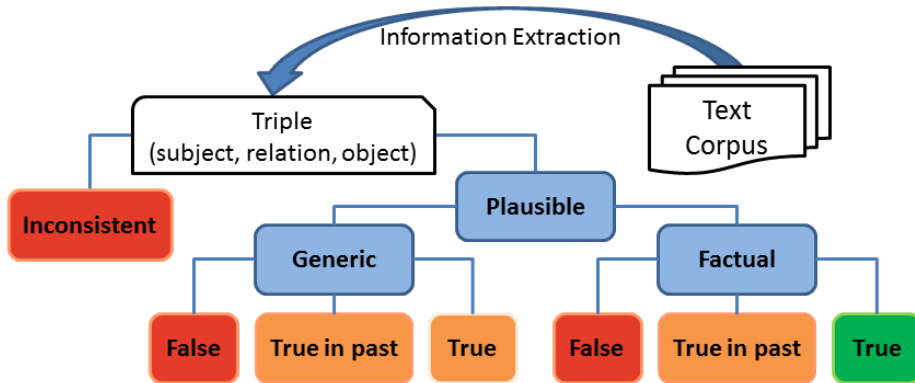 Information Extraction
Triple
(subject, relation, object)
Text
Corpus
Inconsistent
Plausible
Generic
Factual
False
True in past
True
False
True in past
True